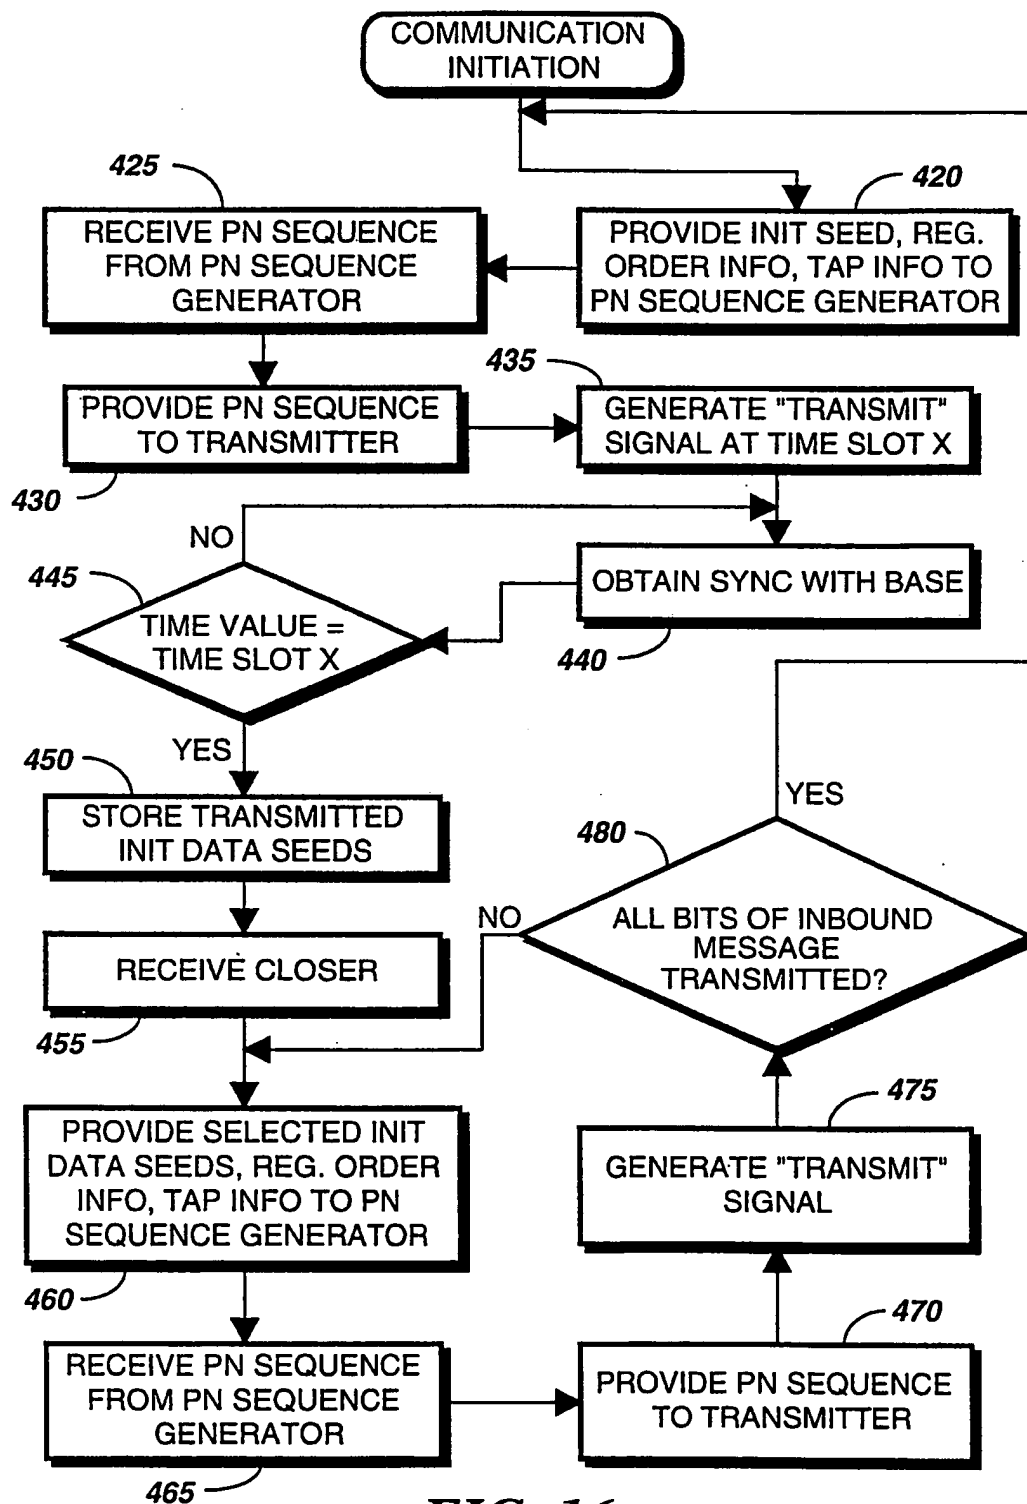 COMMUNICATION
INITIATION
425
420
RECEIVE PN SEQUENCE
FROM PN SEQUENCE
GENERATOR
PROVIDE INIT SEED, REG.
ORDER INFO, TAP INFO TO
PN SEQUENCE GENERATOR
435
PROVIDE PN SEQUENCE
TO TRANSMITTER
GENERATE "TRANSMIT"
SIGNAL AT TIME SLOT X
430
NO
445
TIME VALUE =
TIME SLOT X
OBTAIN SYNC WITH BASE
440
YES
450
STORE TRANSMITTED
INIT DATA SEEDS
YES
480
NO
ALL BITS OF INBOUND
MESSAGE
TRANSMITTED?
RECEIVE CLOSER
455
475
PROVIDE SELECTED INIT
DATA SEEDS, REG. ORDER
INFO, TAP INFO TO PN
SEQUENCE GENERATOR
GENERATE "TRANSMIT"
SIGNAL
460
470
RECEIVE PN SEQUENCE
FROM PN SEQUENCE
GENERATOR
PROVIDE PN SEQUENCE
TO TRANSMITTER
465
FIG. 16